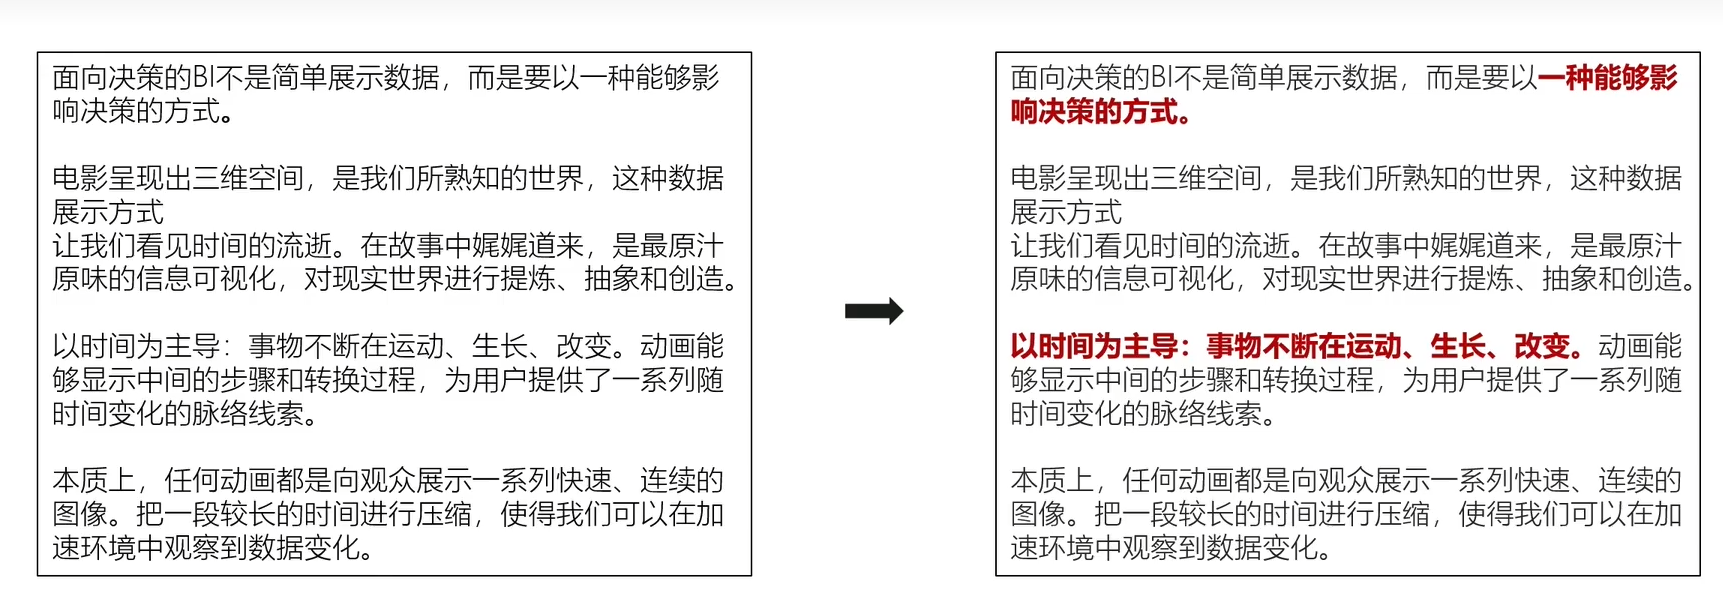 面向决策的BI不是简单展示数据，而是要以一种能够影
响决策的方式。
电影呈现出三维空间，是我们所熟知的世界，这种数据
展示方式
让我们看见时间的流逝。在故事中娓娓道来，是最原汁
原味的信息可视化，对现实世界进行提炼、抽象和创造。
以时间为主导：事物不断在运动、生长、改变。动画能
够显示中间的步骤和转换过程，为用户提供了一系列随
时间变化的脉络线索。
本质上，任何动画都是向观众展示一系列快速、连续的
图像。把一段较长的时间进行压缩，使得我们可以在加
速环境中观察到数据变化。
面向决策的BI不是简单展示数据，而是要以一种能够影
响决策的方式。
电影呈现出三维空间，是我们所熟知的世界，这种数据
展示方式
让我们看见时间的流逝。在故事中娓娓道来，是最原汁
原味的信息可视化，对现实世界进行提炼、抽象和创造。
以时间为主导：事物不断在运动、生长、改变。动画能
够显示中间的步骤和转换过程，为用户提供了一系列随
时间变化的脉络线索。
本质上，任何动画都是向观众展示一系列快速、连续的
图像。把一段较长的时间进行压缩，使得我们可以在加
速环境中观察到数据变化。